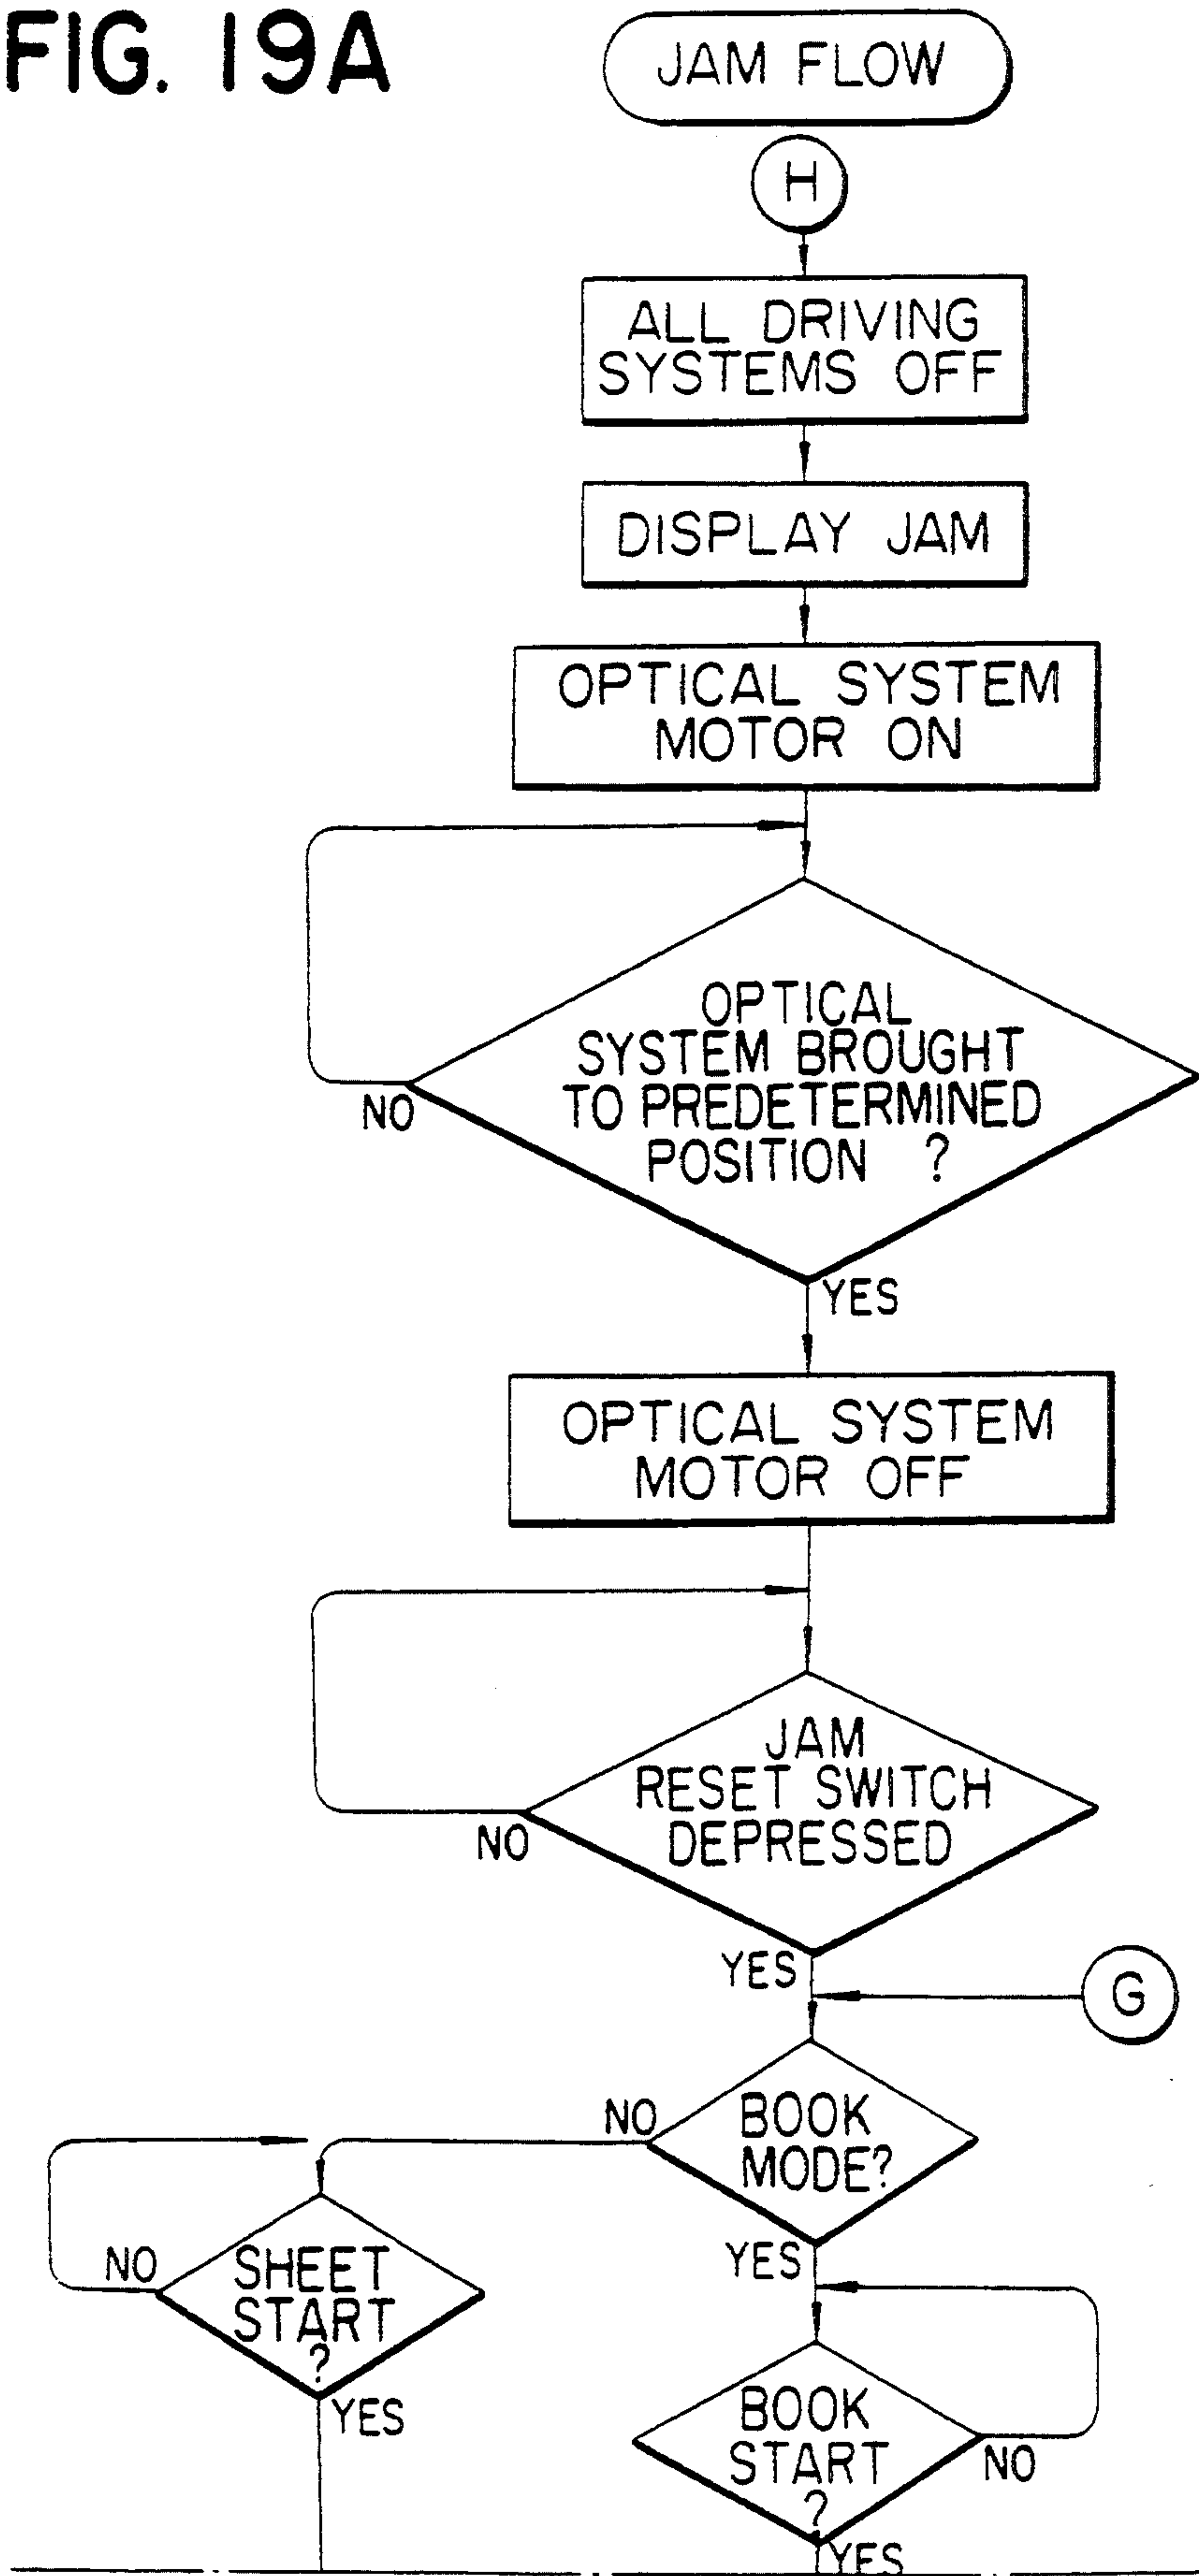 FIG. 19A
JAM FLOW
H
ALL DRIVING
SYSTEMS OFF
DISPLAY JAM
OPTICAL SYSTEM
MOTOR ON
OPTICAL
SYSTEM BROUGHT
TO PREDETERMINED
POSITION ?
NO
YES
OPTICAL SYSTEM
MOTOR OFF
JAM
RESET SWITCH
DEPRESSED
NO
YES
G
BOOK
MODE?
NO
YES
SHEET
START
?
NO
YES
BOOK
START
?
NO
YES